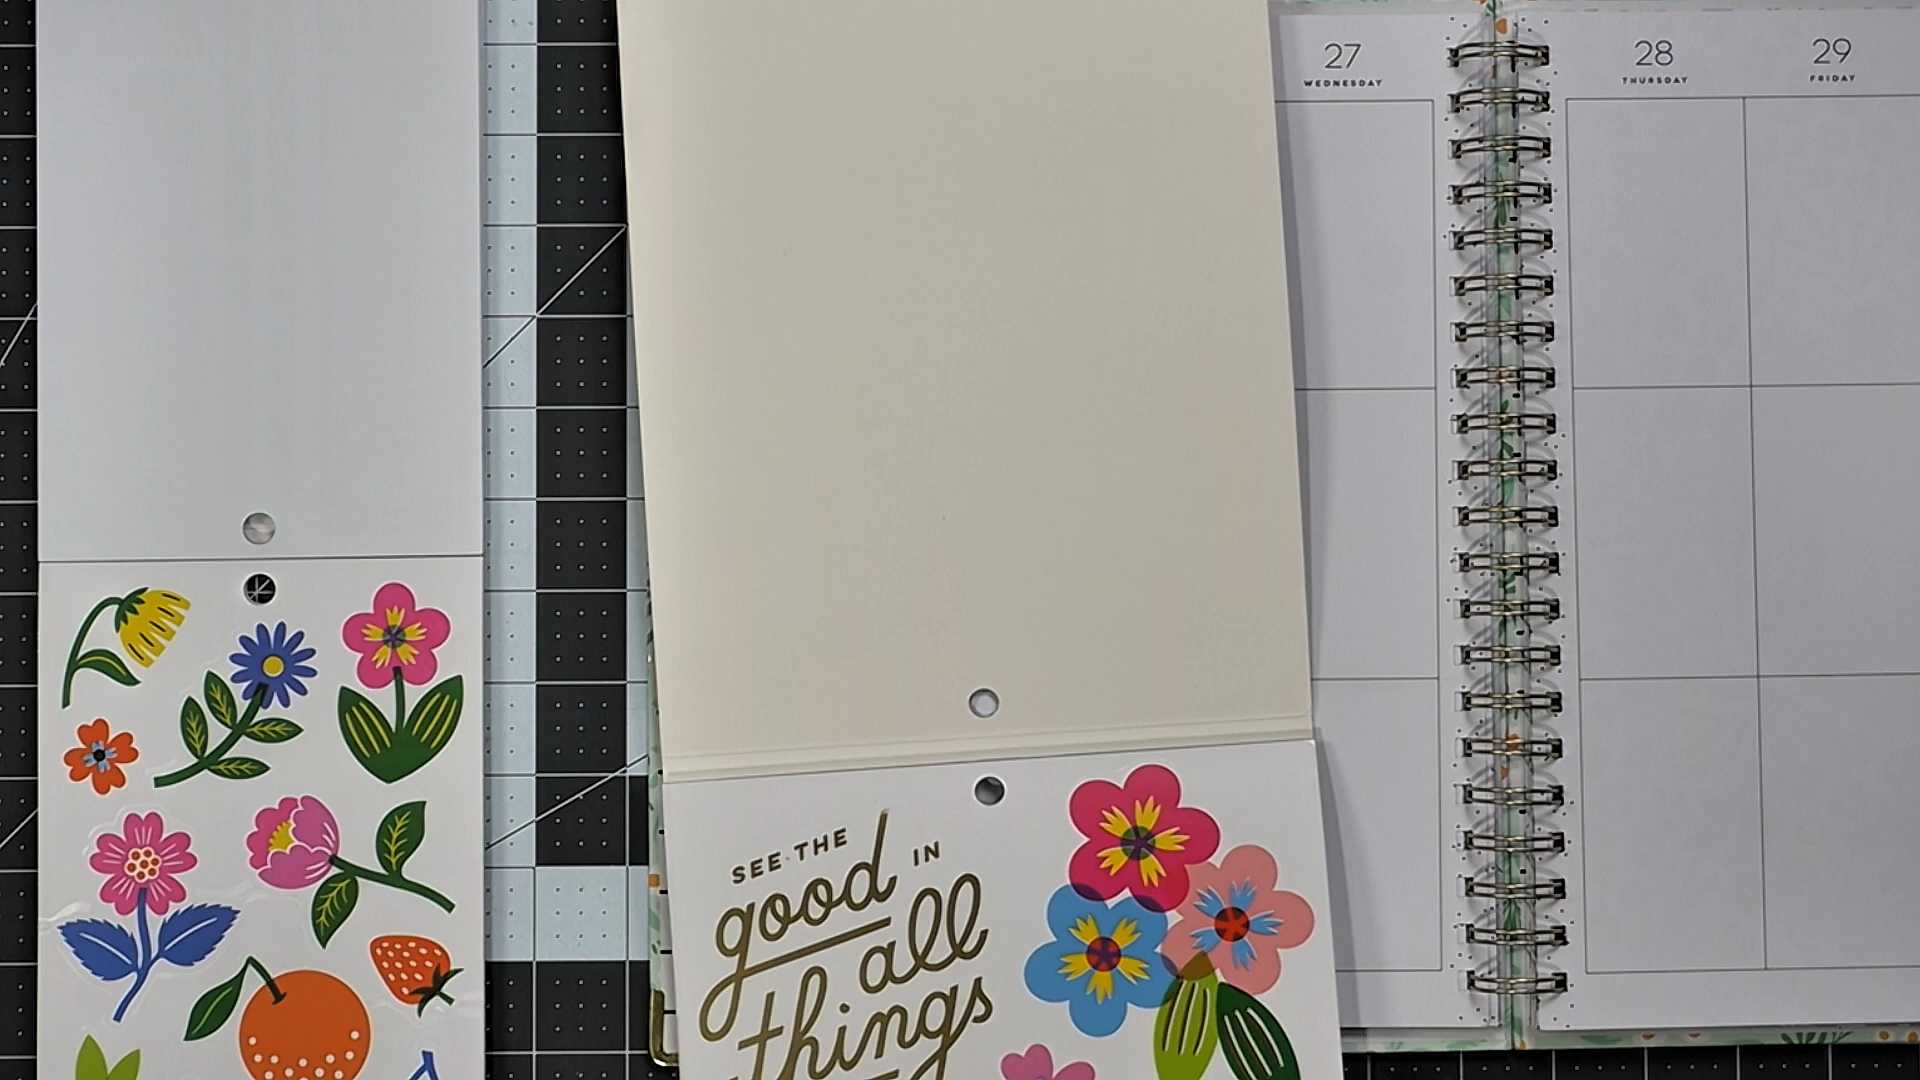 27
WEDNESDAY
28
THURSDAY
29
FRIDAY
SEE THE
good IN
all
things